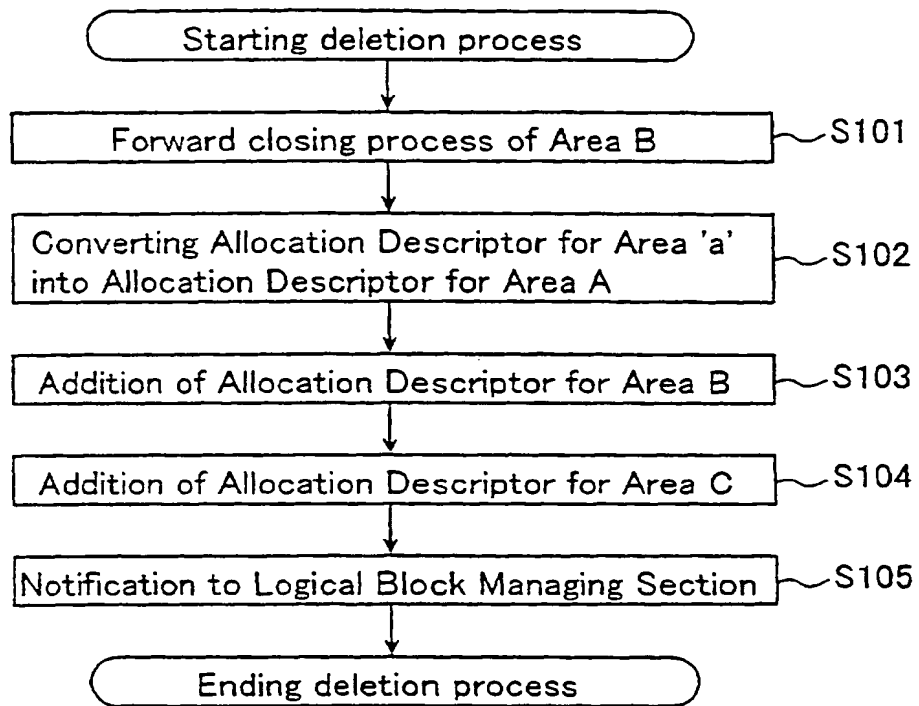 Starting deletion process
Forward closing process of Area B
S101
Converting Allocation Descriptor for Area 'a'
into Allocation Descriptor for Area A
S102
Addition of Allocation Descriptor for Area B
S103
Addition of Allocation Descriptor for Area C
S104
Notification to Logical Block Managing Section
S105
Ending deletion process